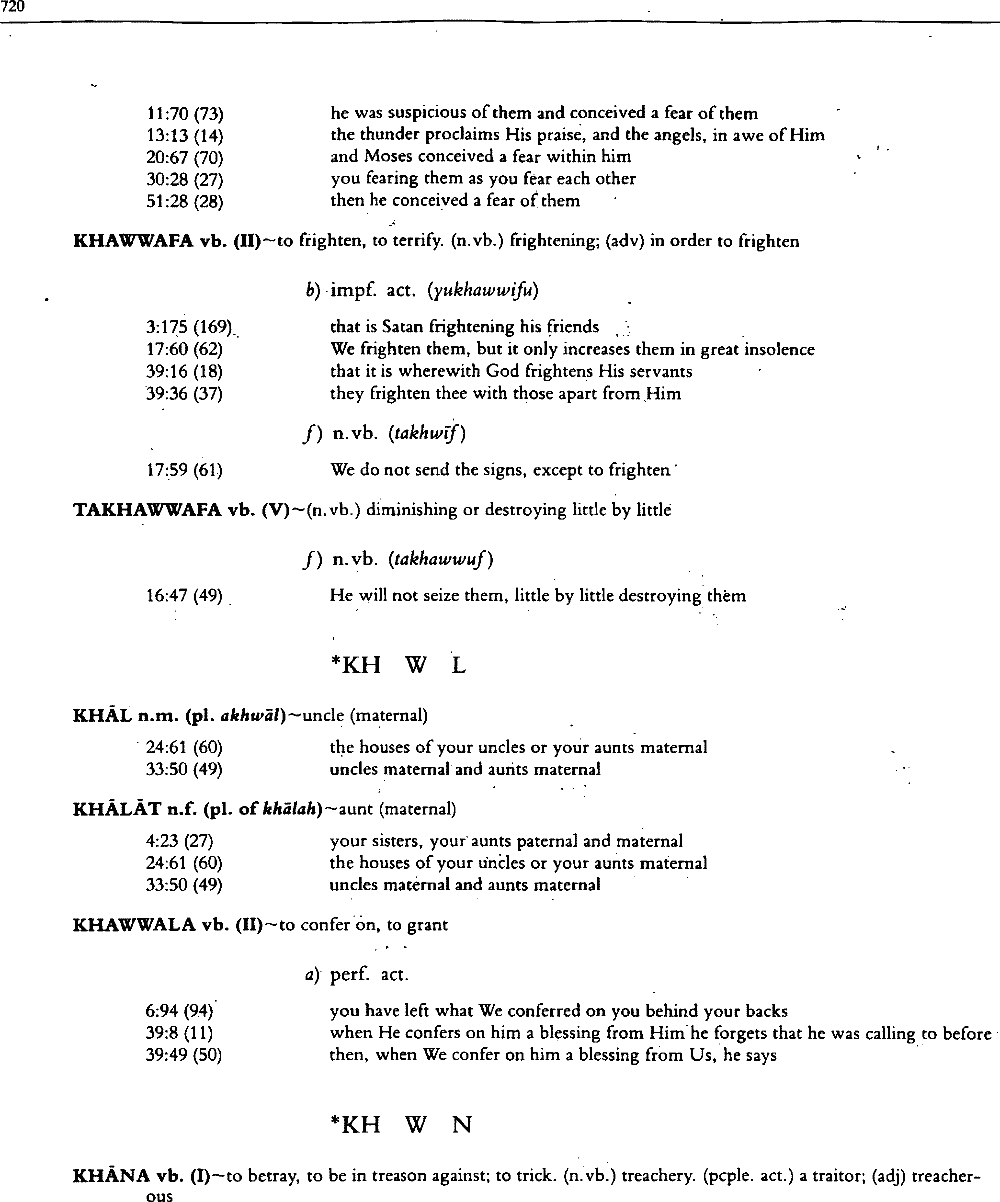 720
11:70 (73) he was suspicious of them and conceived a fear of them
13:13 (14) the thunder proclaims His praise, and the angels, in awe of Him
20:67 (70) and Moses conceived a fear within him
30:28 (27) you fearing them as you fear each other
51:28 (28) then he conceived a fear of them
KHAWWAFA vb. (II)~to frighten, to terrify. (n.vb.) frightening; (adv) in order to frighten
b) impf. act. (yukhawwifu)
3:175 (169) that is Satan frightening his friends
17:60 (62) We frighten them, but it only increases them in great insolence
39:16 (18) that it is wherewith God frightens His servants
39:36 (37) they frighten thee with those apart from Him
f) n.vb. (takhwīf)
17:59 (61) We do not send the signs, except to frighten
TAKHAWWAFA vb. (V)~(n.vb.) diminishing or destroying little by little
f) n.vb. (takhawwuf)
16:47 (49) He will not seize them, little by little destroying them
*KH W L
KHĀL n.m. (pl. akhwāl)~uncle (maternal)
24:61 (60) the houses of your uncles or your aunts maternal
33:50 (49) uncles maternal and aunts maternal
KHĀLĀT n.f. (pl. of khālah)~aunt (maternal)
4:23 (27) your sisters, your aunts paternal and maternal
24:61 (60) the houses of your uncles or your aunts maternal
33:50 (49) uncles maternal and aunts maternal
KHAWWALA vb. (II)~to confer on, to grant
a) perf. act.
6:94 (94) you have left what We conferred on you behind your backs
39:8 (11) when He confers on him a blessing from Him he forgets that he was calling to before
39:49 (50) then, when We confer on him a blessing from Us, he says
*KH W N
KHĀNA vb. (I)~to betray, to be in treason against; to trick. (n.vb.) treachery. (pcple. act.) a traitor; (adj) treacher-
ous